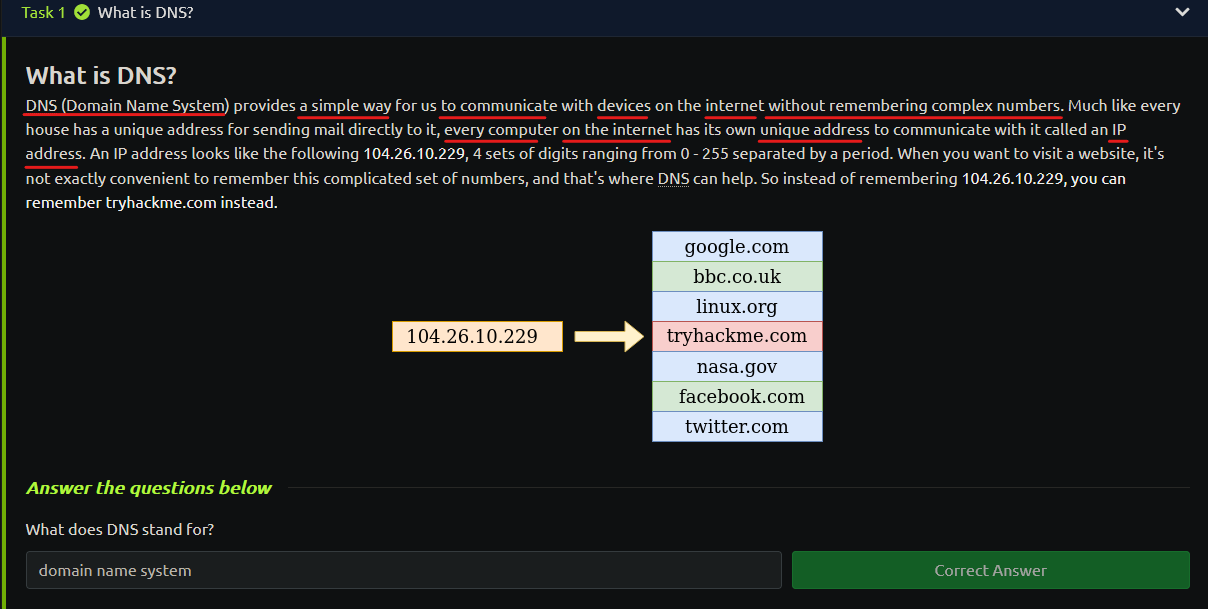 Task 1 What is DNS?
What is DNS?
DNS (Domain Name System) provides a simple way for us to communicate with devices on the internet without remembering complex numbers. Much like every
house has a unique address for sending mail directly to it, every computer on the internet has its own unique address to communicate with it called an IP
address. An IP address looks like the following 104.26.10.229, 4 sets of digits ranging from 0 - 255 separated by a period. When you want to visit a website, it's
not exactly convenient to remember this complicated set of numbers, and that's where DNS can help. So instead of remembering 104.26.10.229, you can
remember tryhackme.com instead.
google.com
bbc.co.uk
linux.org
104.26.10.229
tryhackme.com
nasa.gov
facebook.com
twitter.com
Answer the questions below
What does DNS stand for?
domain name system
Correct Answer